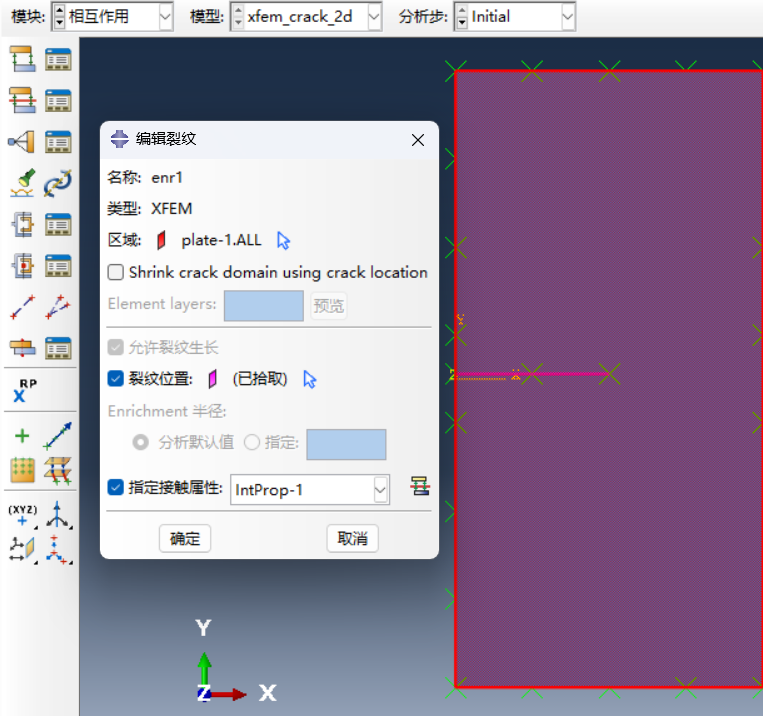 模块: 相互作用 模型: xfem_crack_2d 分析步: Initial
编辑裂纹
名称: enr1
类型: XFEM
区域: plate-1.ALL
Shrink crack domain using crack location
Element layers: 预览
允许裂纹生长
裂纹位置: (已拾取)
Enrichment 半径:
分析默认值 指定:
指定接触属性: IntProp-1
确定 取消
RP
X
(XYZ)
Y
Z X